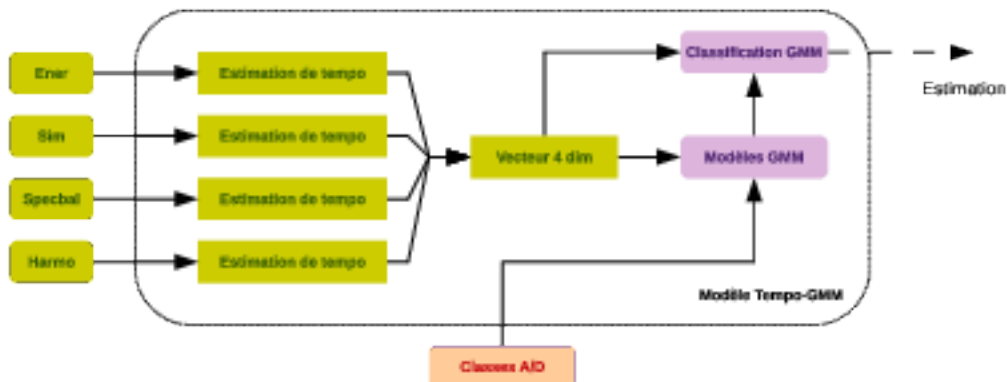 Ener
Estimation de tempo
Classification GMM
Estimation
Sim
Estimation de tempo
Vecteur 4 dim
Modèles GMM
Specbal
Estimation de tempo
Harmo
Estimation de tempo
Modèle Tempo-GMM
Classes A/D